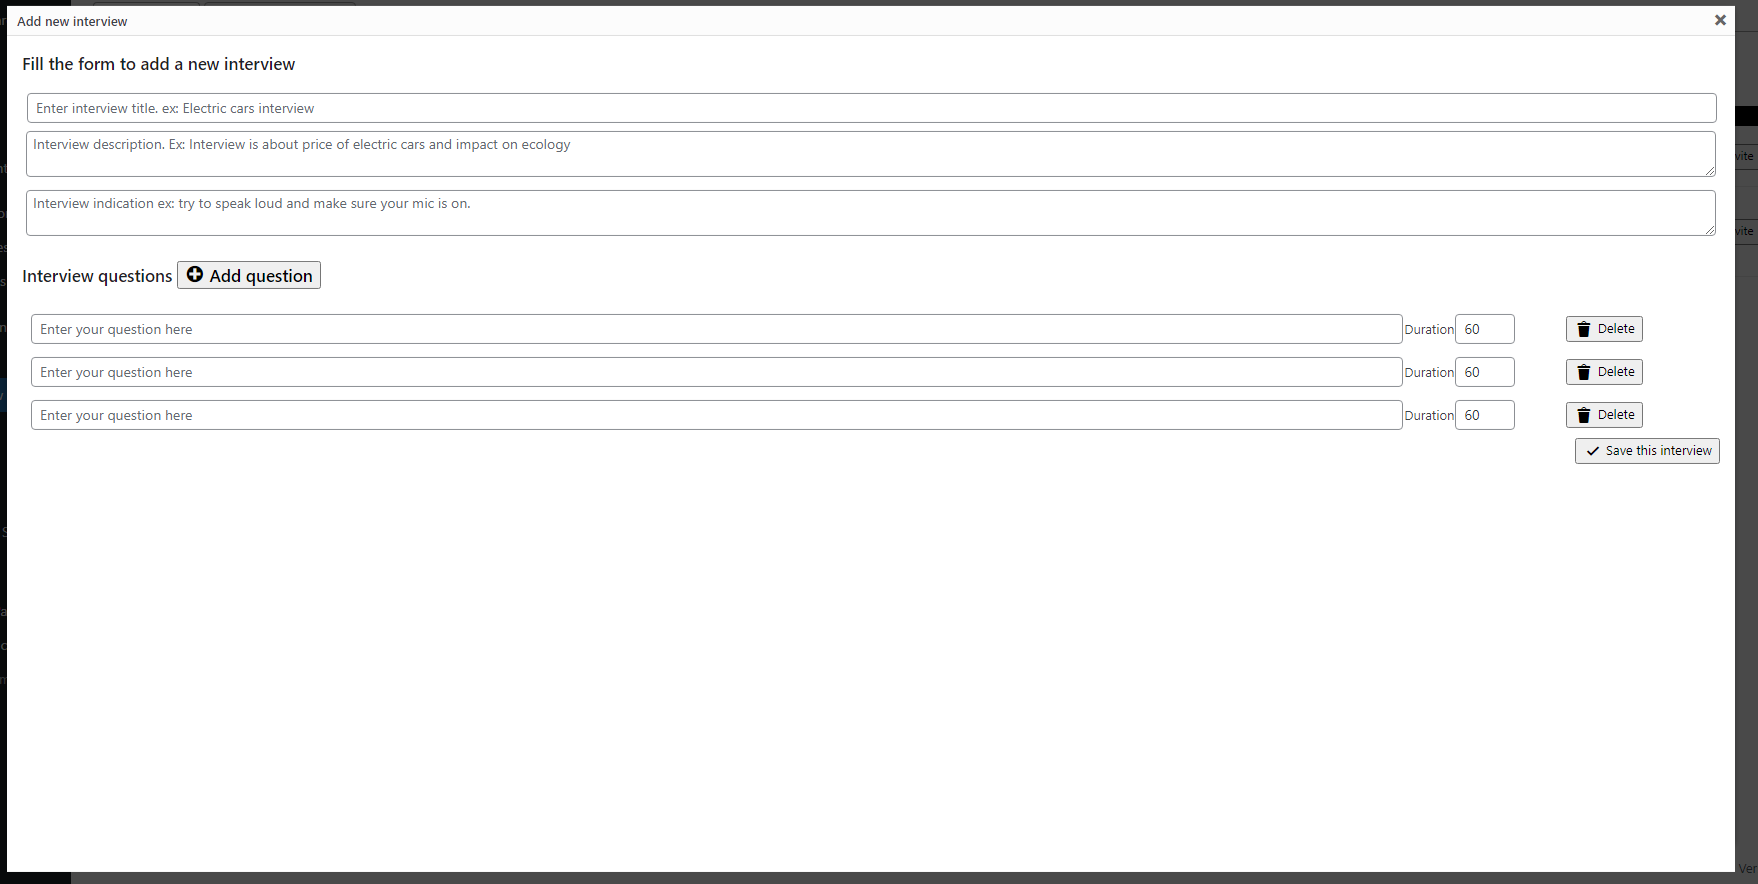 Add new interview
Fill the form to add a new interview
Enter interview title. ex: Electric cars interview
Interview description. Ex: Interview is about price of electric cars and impact on ecology
Interview indication ex: try to speak loud and make sure your mic is on.
Interview questions Add question
Enter your question here Duration 60 Delete
Enter your question here Duration 60 Delete
Enter your question here Duration 60 Delete
Save this interview